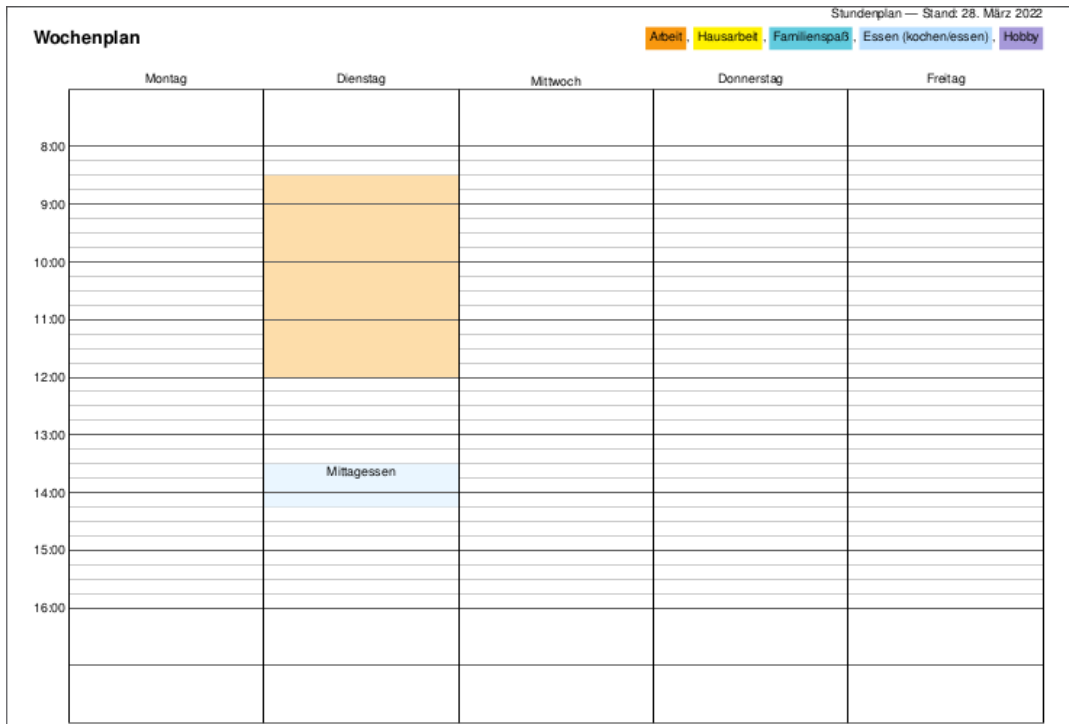 Stundenplan — Stand: 28. März 2022
Wochenplan
Arbeit, Hausarbeit, Familienspaß, Essen (kochen/essen), Hobby
Montag Dienstag Mittwoch Donnerstag Freitag
8:00
9:00
10:00
11:00
12:00
13:00
Mittagessen
14:00
15:00
16:00